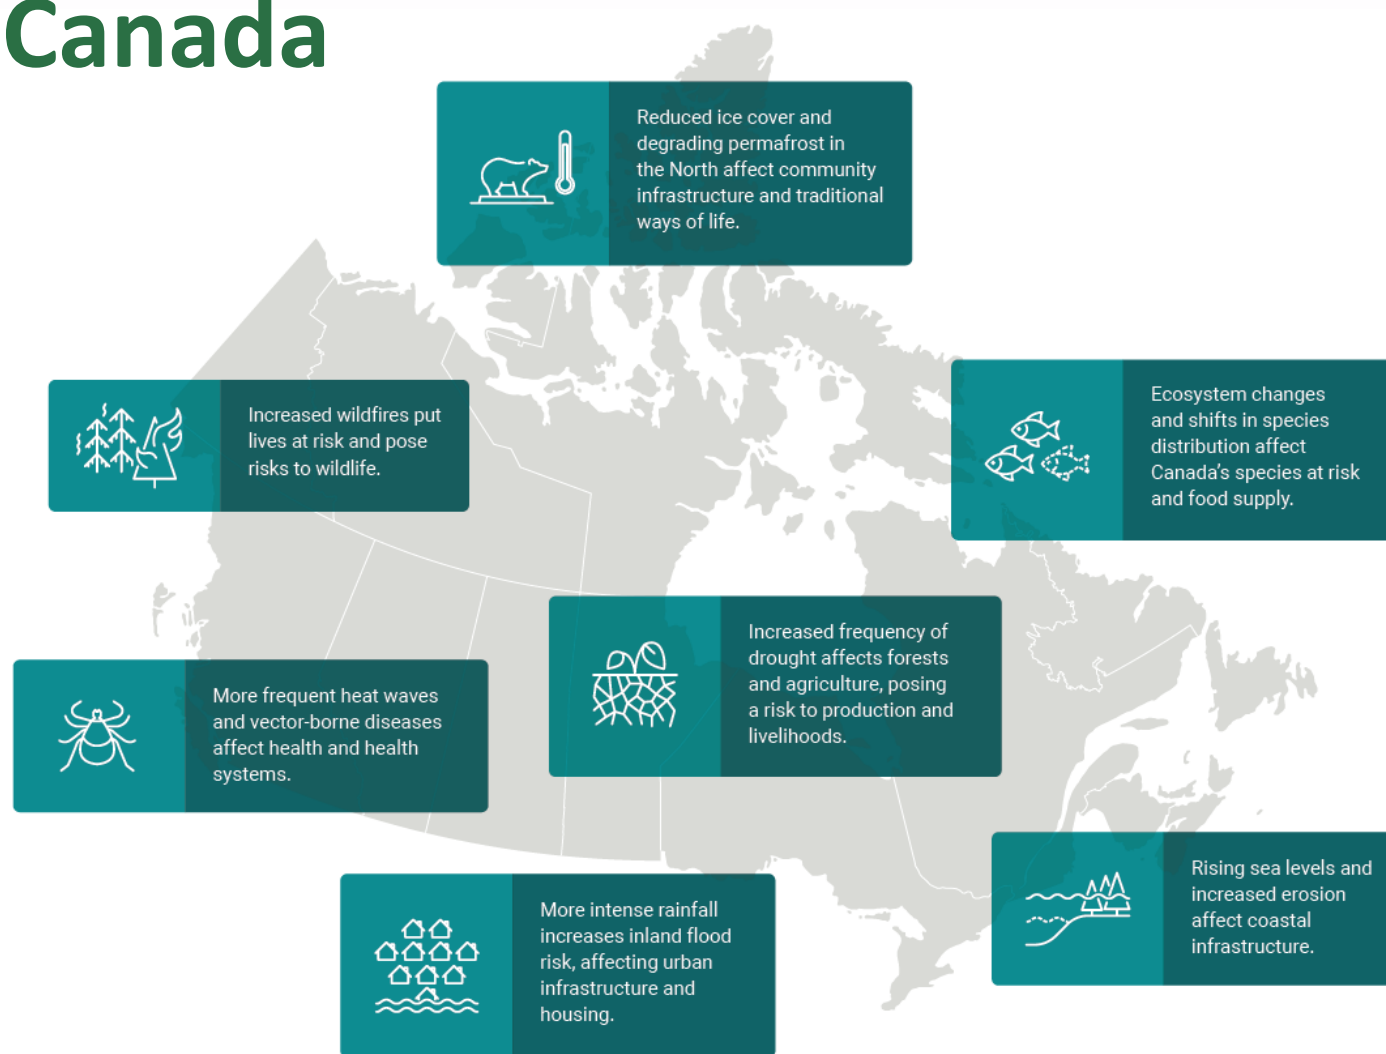 Canada
Reduced ice cover and
degrading permafrost in
the North affect community
infrastructure and traditional
ways of life.
Increased wildfires put
lives at risk and pose
risks to wildlife.
Ecosystem changes
and shifts in species
distribution affect
Canada's species at risk
and food supply.
Increased frequency of
drought affects forests
and agriculture, posing
a risk to production and
livelihoods.
More frequent heat waves
and vector-borne diseases
affect health and health
systems.
Rising sea levels and
increased erosion
affect coastal
infrastructure.
More intense rainfall
increases inland flood
risk, affecting urban
infrastructure and
housing.